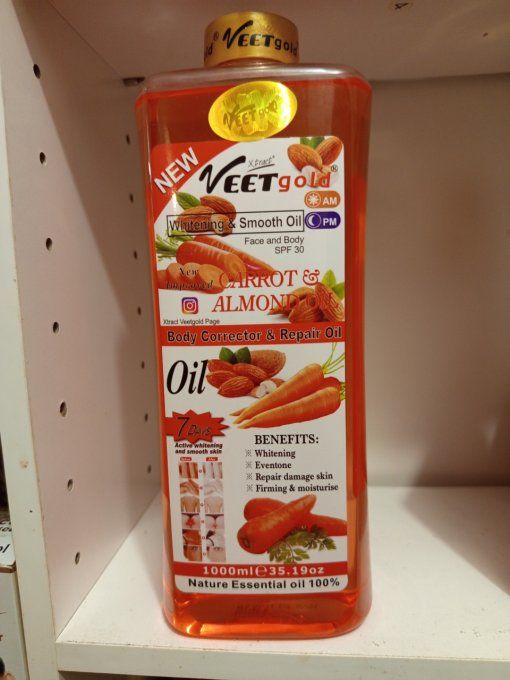 VEETgold®
VEETgold
NEW
Xtract®
VEETgold®
AM
PM
Whitening & Smooth Oil
Face and Body
SPF 30
New
Improved
CARROT &
ALMOND OIL
Xtract Veetgold Page
Body Corrector & Repair Oil
Oil
7 DAYS
Active whitening
and smooth skin
BENEFITS:
※ Whitening
※ Eventone
※ Repair damage skin
※ Firming & moisturise
1000ml℮35.19oz
Nature Essential oil 100%